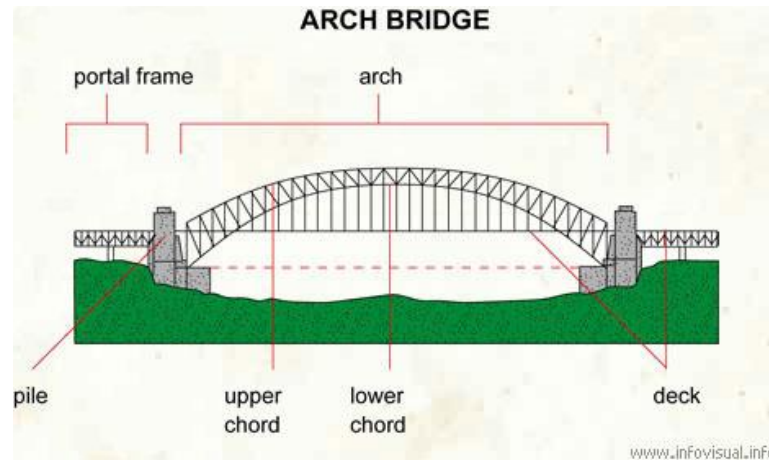 ARCH BRIDGE
portal frame
arch
pile
upper
chord
lower
chord
deck
www.infovisual.info